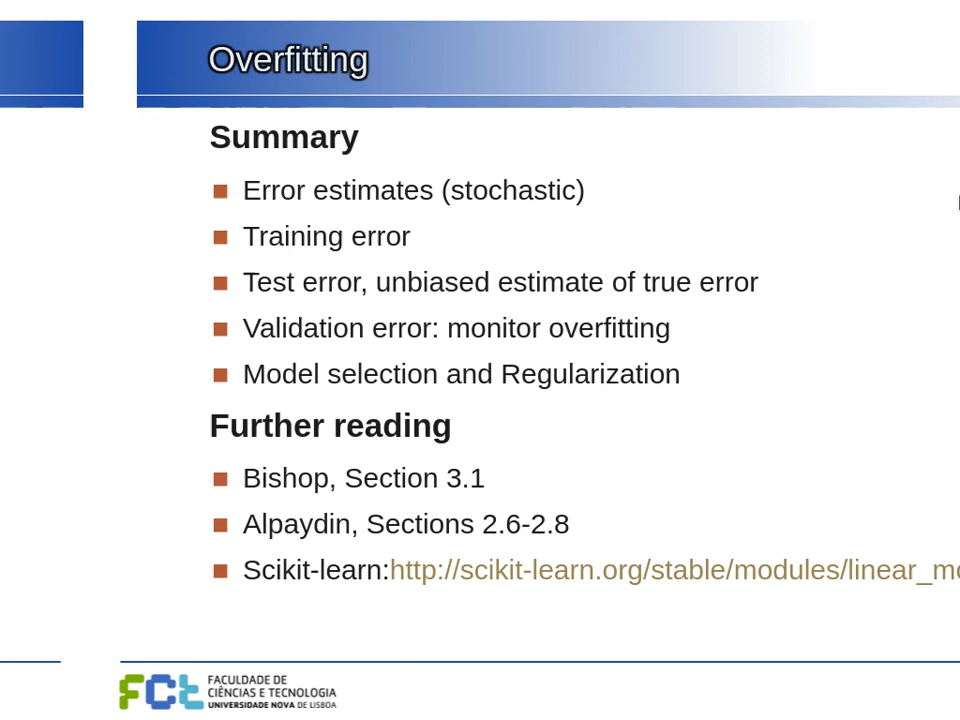 Overfitting
Summary
Error estimates (stochastic)
Training error
Test error, unbiased estimate of true error
Validation error: monitor overfitting
Model selection and Regularization
Further reading
Bishop, Section 3.1
Alpaydin, Sections 2.6-2.8
Scikit-learn:http://scikit-learn.org/stable/modules/linear_mo
FCt
FACULDADE DE
CIÊNCIAS E TECNOLOGIA
UNIVERSIDADE NOVA DE LISBOA